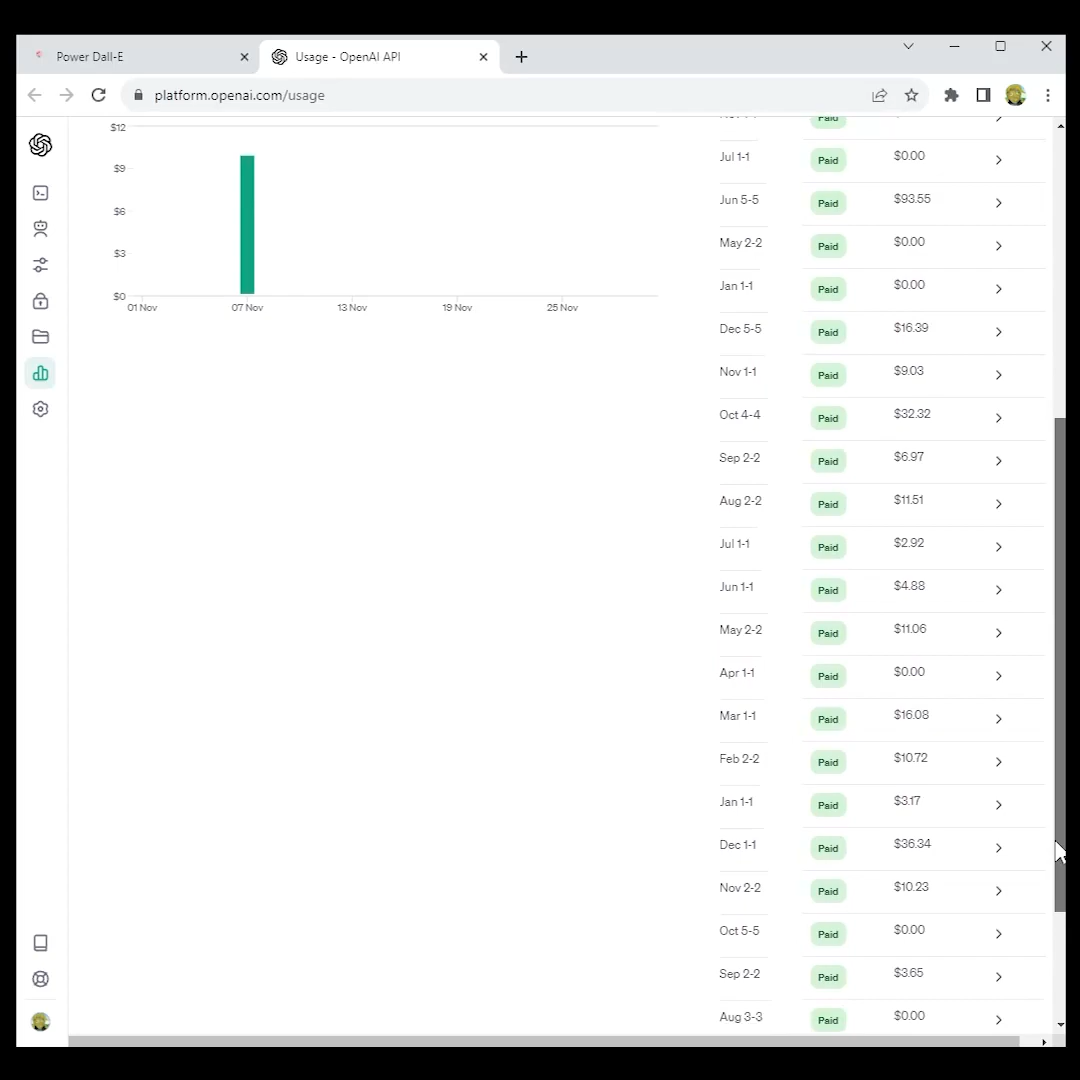 Power Dall-E
Usage - OpenAI API
platform.openai.com/usage
$12
$9
$6
$3
$0
01 Nov 07 Nov 13 Nov 19 Nov 25 Nov
Paid
Jul 1-1 Paid $0.00
Jun 5-5 Paid $93.55
May 2-2 Paid $0.00
Jan 1-1 Paid $0.00
Dec 5-5 Paid $16.39
Nov 1-1 Paid $9.03
Oct 4-4 Paid $32.32
Sep 2-2 Paid $6.97
Aug 2-2 Paid $11.51
Jul 1-1 Paid $2.92
Jun 1-1 Paid $4.88
May 2-2 Paid $11.06
Apr 1-1 Paid $0.00
Mar 1-1 Paid $16.08
Feb 2-2 Paid $10.72
Jan 1-1 Paid $3.17
Dec 1-1 Paid $36.34
Nov 2-2 Paid $10.23
Oct 5-5 Paid $0.00
Sep 2-2 Paid $3.65
Aug 3-3 Paid $0.00